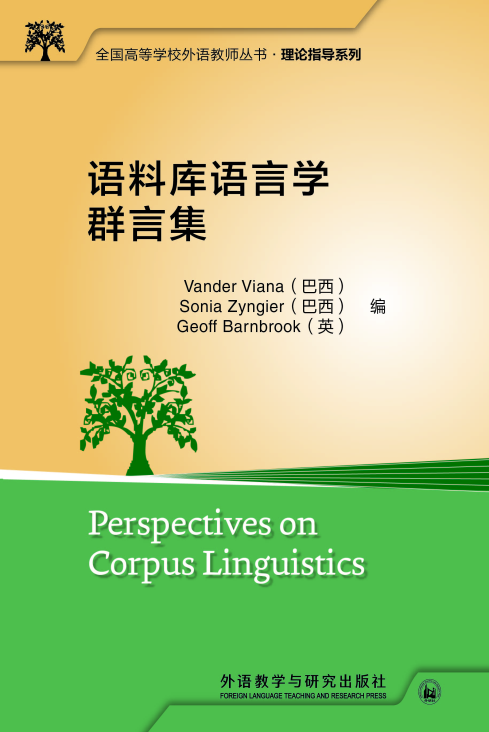 全国高等学校外语教师丛书·理论指导系列
语料库语言学
群言集
Vander Viana（巴西）
Sonia Zyngier（巴西） 编
Geoff Barnbrook（英）
Perspectives on
Corpus Linguistics
外语教学与研究出版社
FOREIGN LANGUAGE TEACHING AND RESEARCH PRESS